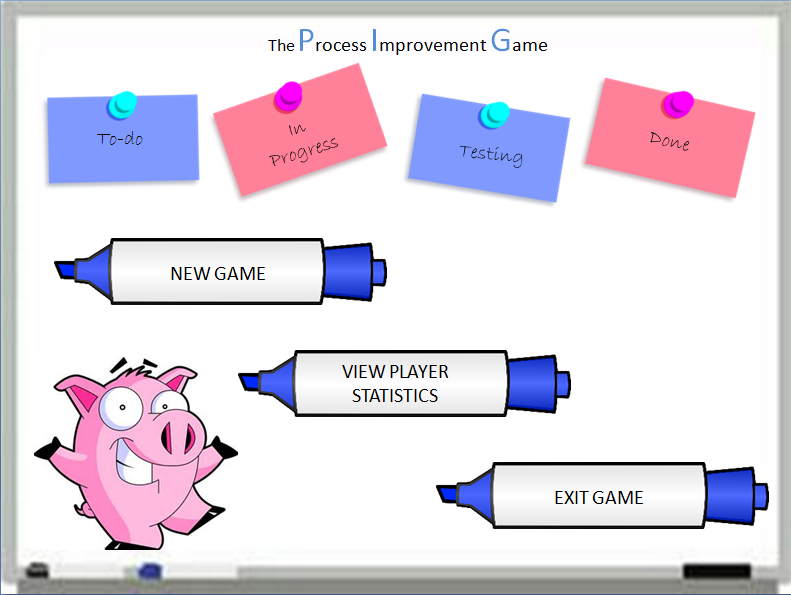 The Process Improvement Game
To-do
In
Progress
Testing
Done
NEW GAME
VIEW PLAYER
STATISTICS
EXIT GAME